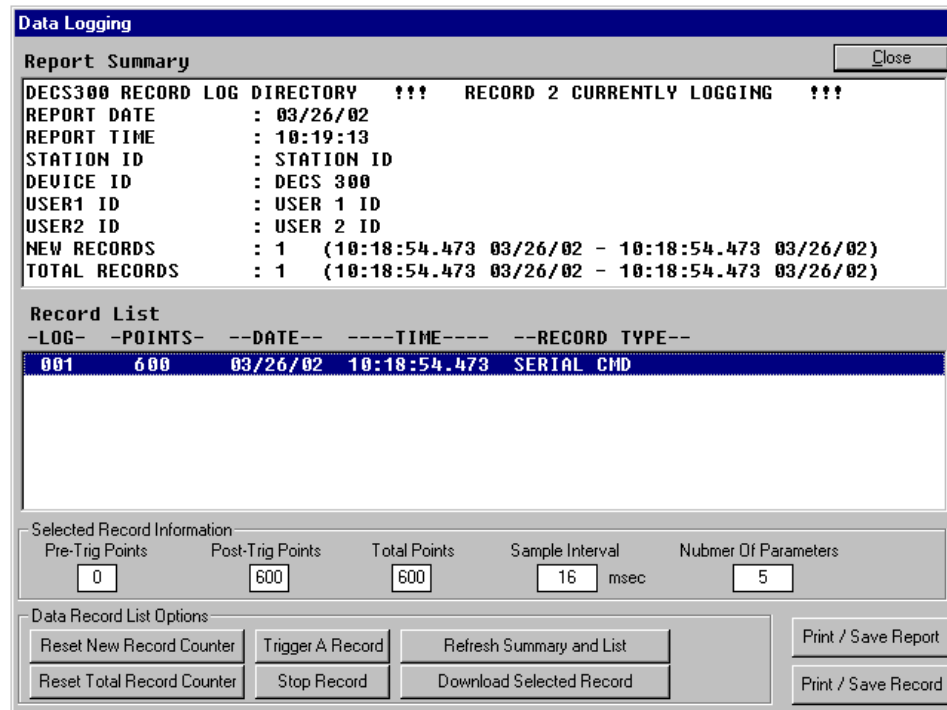 Data Logging
Report Summary
Close
DECS300 RECORD LOG DIRECTORY !!! RECORD 2 CURRENTLY LOGGING !!!
REPORT DATE : 03/26/02
REPORT TIME : 10:19:13
STATION ID : STATION ID
DEVICE ID : DECS 300
USER1 ID : USER 1 ID
USER2 ID : USER 2 ID
NEW RECORDS : 1 (10:18:54.473 03/26/02 - 10:18:54.473 03/26/02)
TOTAL RECORDS : 1 (10:18:54.473 03/26/02 - 10:18:54.473 03/26/02)
Record List
-LOG- -POINTS- --DATE-- ----TIME---- --RECORD TYPE--
001 600 03/26/02 10:18:54.473 SERIAL CMD
Selected Record Information
Pre-Trig Points Post-Trig Points Total Points Sample Interval Nubmer Of Parameters
0 600 600 16 msec 5
Data Record List Options
Reset New Record Counter Trigger A Record Refresh Summary and List Print / Save Report
Reset Total Record Counter Stop Record Download Selected Record Print / Save Record